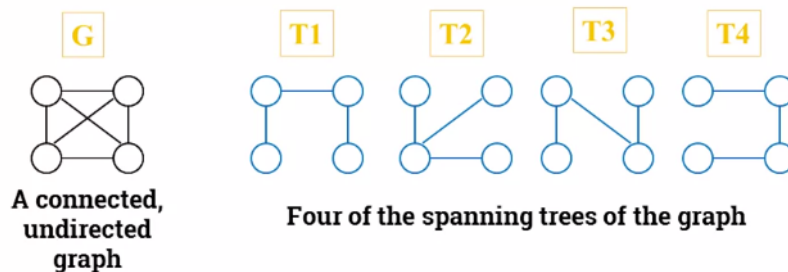 G
T1
T2
T3
T4
A connected,
undirected
graph
Four of the spanning trees of the graph